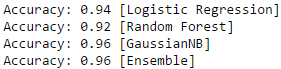 Accuracy: 0.94 [Logistic Regression]
Accuracy: 0.92 [Random Forest]
Accuracy: 0.96 [GaussianNB]
Accuracy: 0.96 [Ensemble]